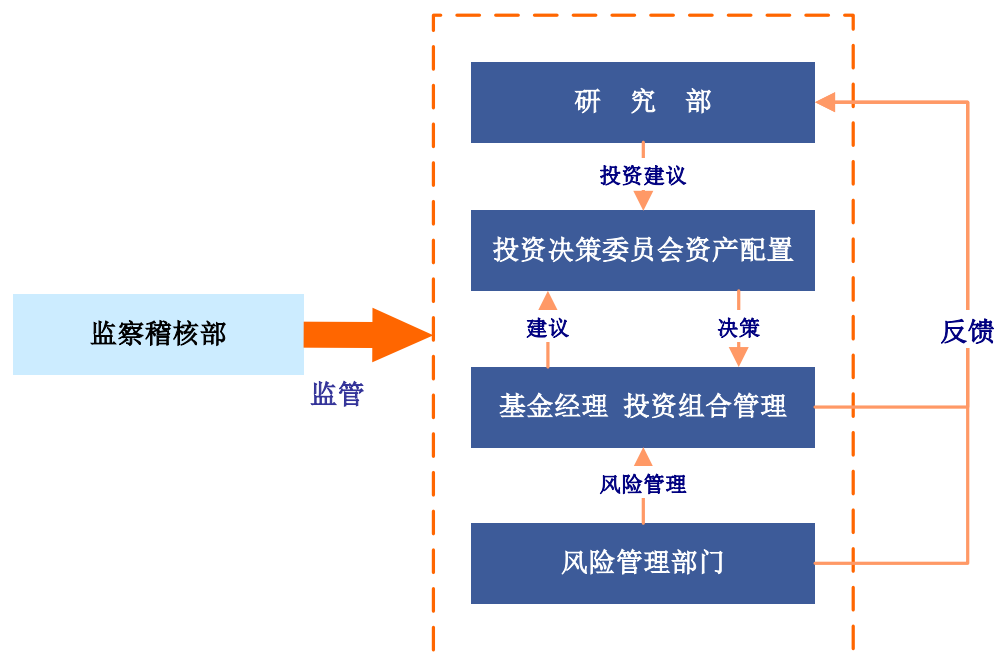 研 究 部
投资建议
投资决策委员会资产配置
建议
决策
反馈
监察稽核部
监管
基金经理 投资组合管理
风险管理
风险管理部门